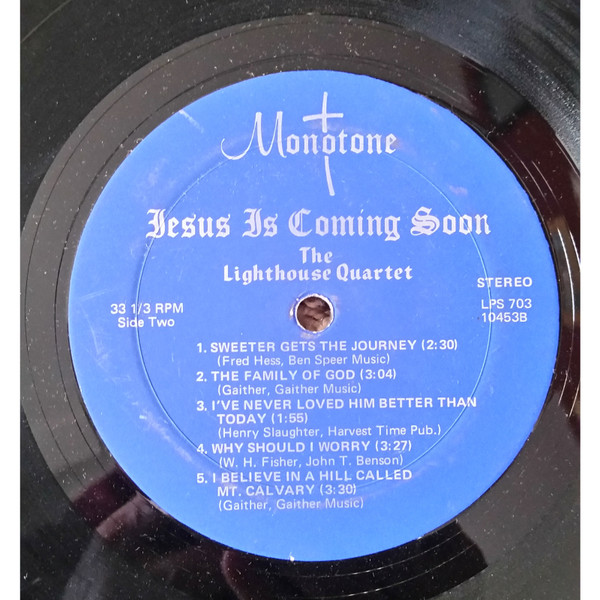 Monotone
Jesus Is Coming Soon
The
Lighthouse Quartet
STEREO
33 1/3 RPM
Side Two
LPS 703
10453B
1. SWEETER GETS THE JOURNEY (2:30)
(Fred Hess, Ben Speer Music)
2. THE FAMILY OF GOD (3:04)
(Gaither, Gaither Music)
3. I'VE NEVER LOVED HIM BETTER THAN
TODAY (1:55)
(Henry Slaughter, Harvest Time Pub.)
4. WHY SHOULD I WORRY (3:27)
(W. H. Fisher, John T. Benson)
5. I BELIEVE IN A HILL CALLED
MT. CALVARY (3:30)
(Gaither, Gaither Music)